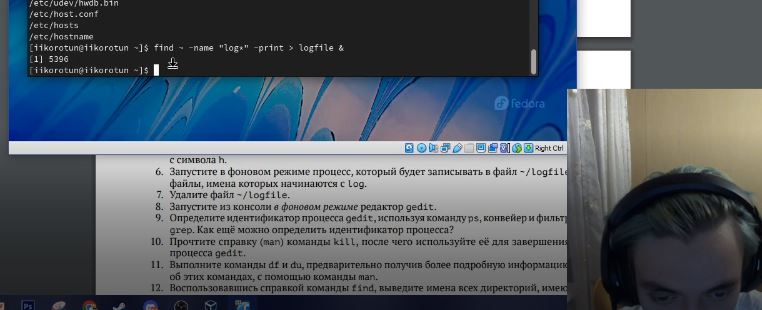 /etc/udev/hwdb.bin
/etc/host.conf
/etc/hosts
/etc/hostname
[iikorotun@iikorotun ~]$ find ~ -name "log*" -print > logfile &
[1] 5396
[iikorotun@iikorotun ~]$
fedora
Right Ctrl
с символа h.
6. Запустите в фоновом режиме процесс, который будет записывать в файл ~/logfile
файлы, имена которых начинаются с log.
7. Удалите файл ~/logfile.
8. Запустите из консоли в фоновом режиме редактор gedit.
9. Определите идентификатор процесса gedit, используя команду ps, конвейер и фильтр
grep. Как ещё можно определить идентификатор процесса?
10. Прочтите справку (man) команды kill, после чего используйте её для завершения
процесса gedit.
11. Выполните команды df и du, предварительно получив более подробную информацию
об этих командах, с помощью команды man.
12. Воспользовавшись справкой команды find, выведите имена всех директорий, имею
Ps